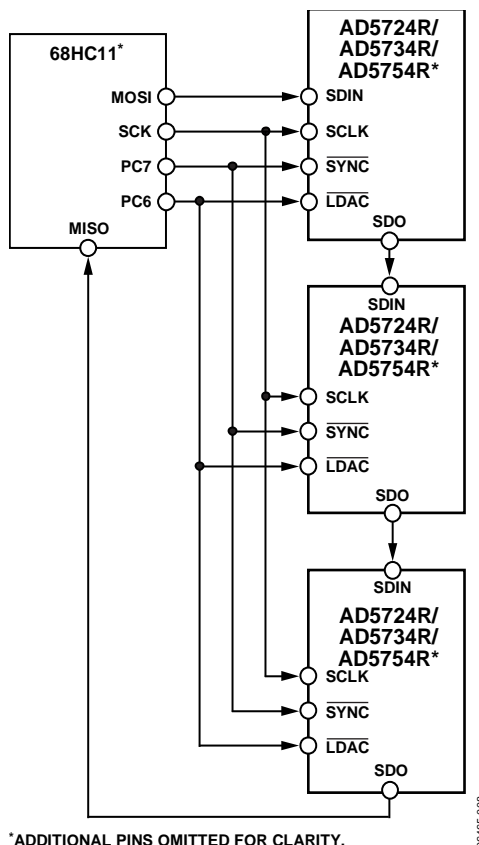 68HC11*
MOSI
SCK
PC7
PC6
MISO
AD5724R/
AD5734R/
AD5754R*
SDIN
SCLK
SYNC
LDAC
SDO
SDIN
AD5724R/
AD5734R/
AD5754R*
SCLK
SYNC
LDAC
SDO
SDIN
AD5724R/
AD5734R/
AD5754R*
SCLK
SYNC
LDAC
SDO
*ADDITIONAL PINS OMITTED FOR CLARITY.